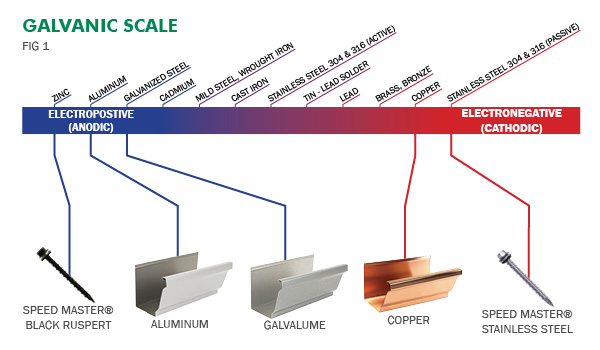 GALVANIC SCALE
FIG 1
ZINC
ALUMINUM
GALVANIZED STEEL
CADMIUM
MILD STEEL, WROUGHT IRON
CAST IRON
STAINLESS STEEL 304 & 316 (ACTIVE)
TIN - LEAD SOLDER
LEAD
BRASS, BRONZE
COPPER
STAINLESS STEEL 304 & 316 (PASSIVE)
ELECTROPOSTIVE
(ANODIC)
ELECTRONEGATIVE
(CATHODIC)
SPEED MASTER®
BLACK RUSPERT
ALUMINUM
GALVALUME
COPPER
SPEED MASTER®
STAINLESS STEEL